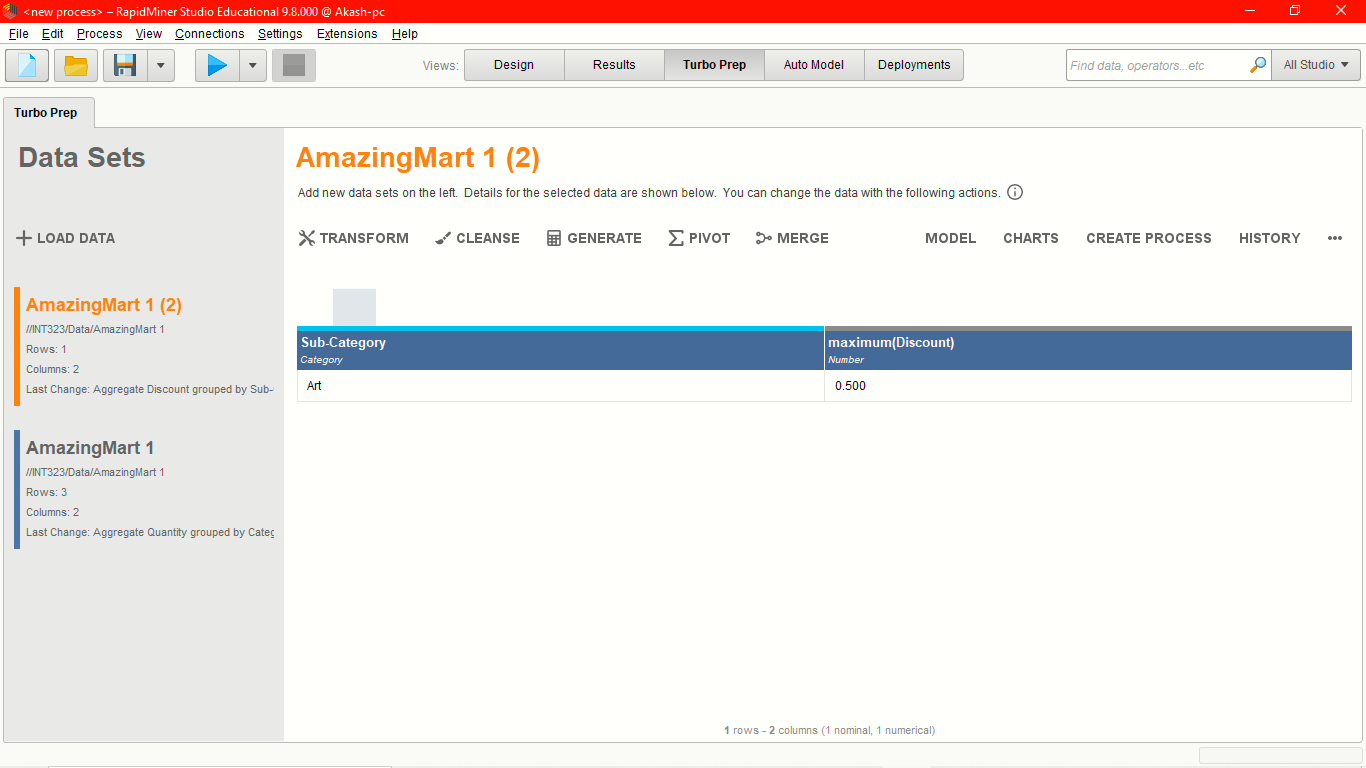 <new process> – RapidMiner Studio Educational 9.8.000 @ Akash-pc
File Edit Process View Connections Settings Extensions Help
Views: Design Results Turbo Prep Auto Model Deployments Find data, operators...etc All Studio
Turbo Prep
Data Sets
LOAD DATA
AmazingMart 1 (2)
//INT323/Data/AmazingMart 1
Rows: 1
Columns: 2
Last Change: Aggregate Discount grouped by Sub-
AmazingMart 1
//INT323/Data/AmazingMart 1
Rows: 3
Columns: 2
Last Change: Aggregate Quantity grouped by Categ
AmazingMart 1 (2)
Add new data sets on the left. Details for the selected data are shown below. You can change the data with the following actions.
TRANSFORM CLEANSE GENERATE PIVOT MERGE MODEL CHARTS CREATE PROCESS HISTORY •••
Sub-Category maximum(Discount)
Category Number
Art 0.500
1 rows - 2 columns (1 nominal, 1 numerical)